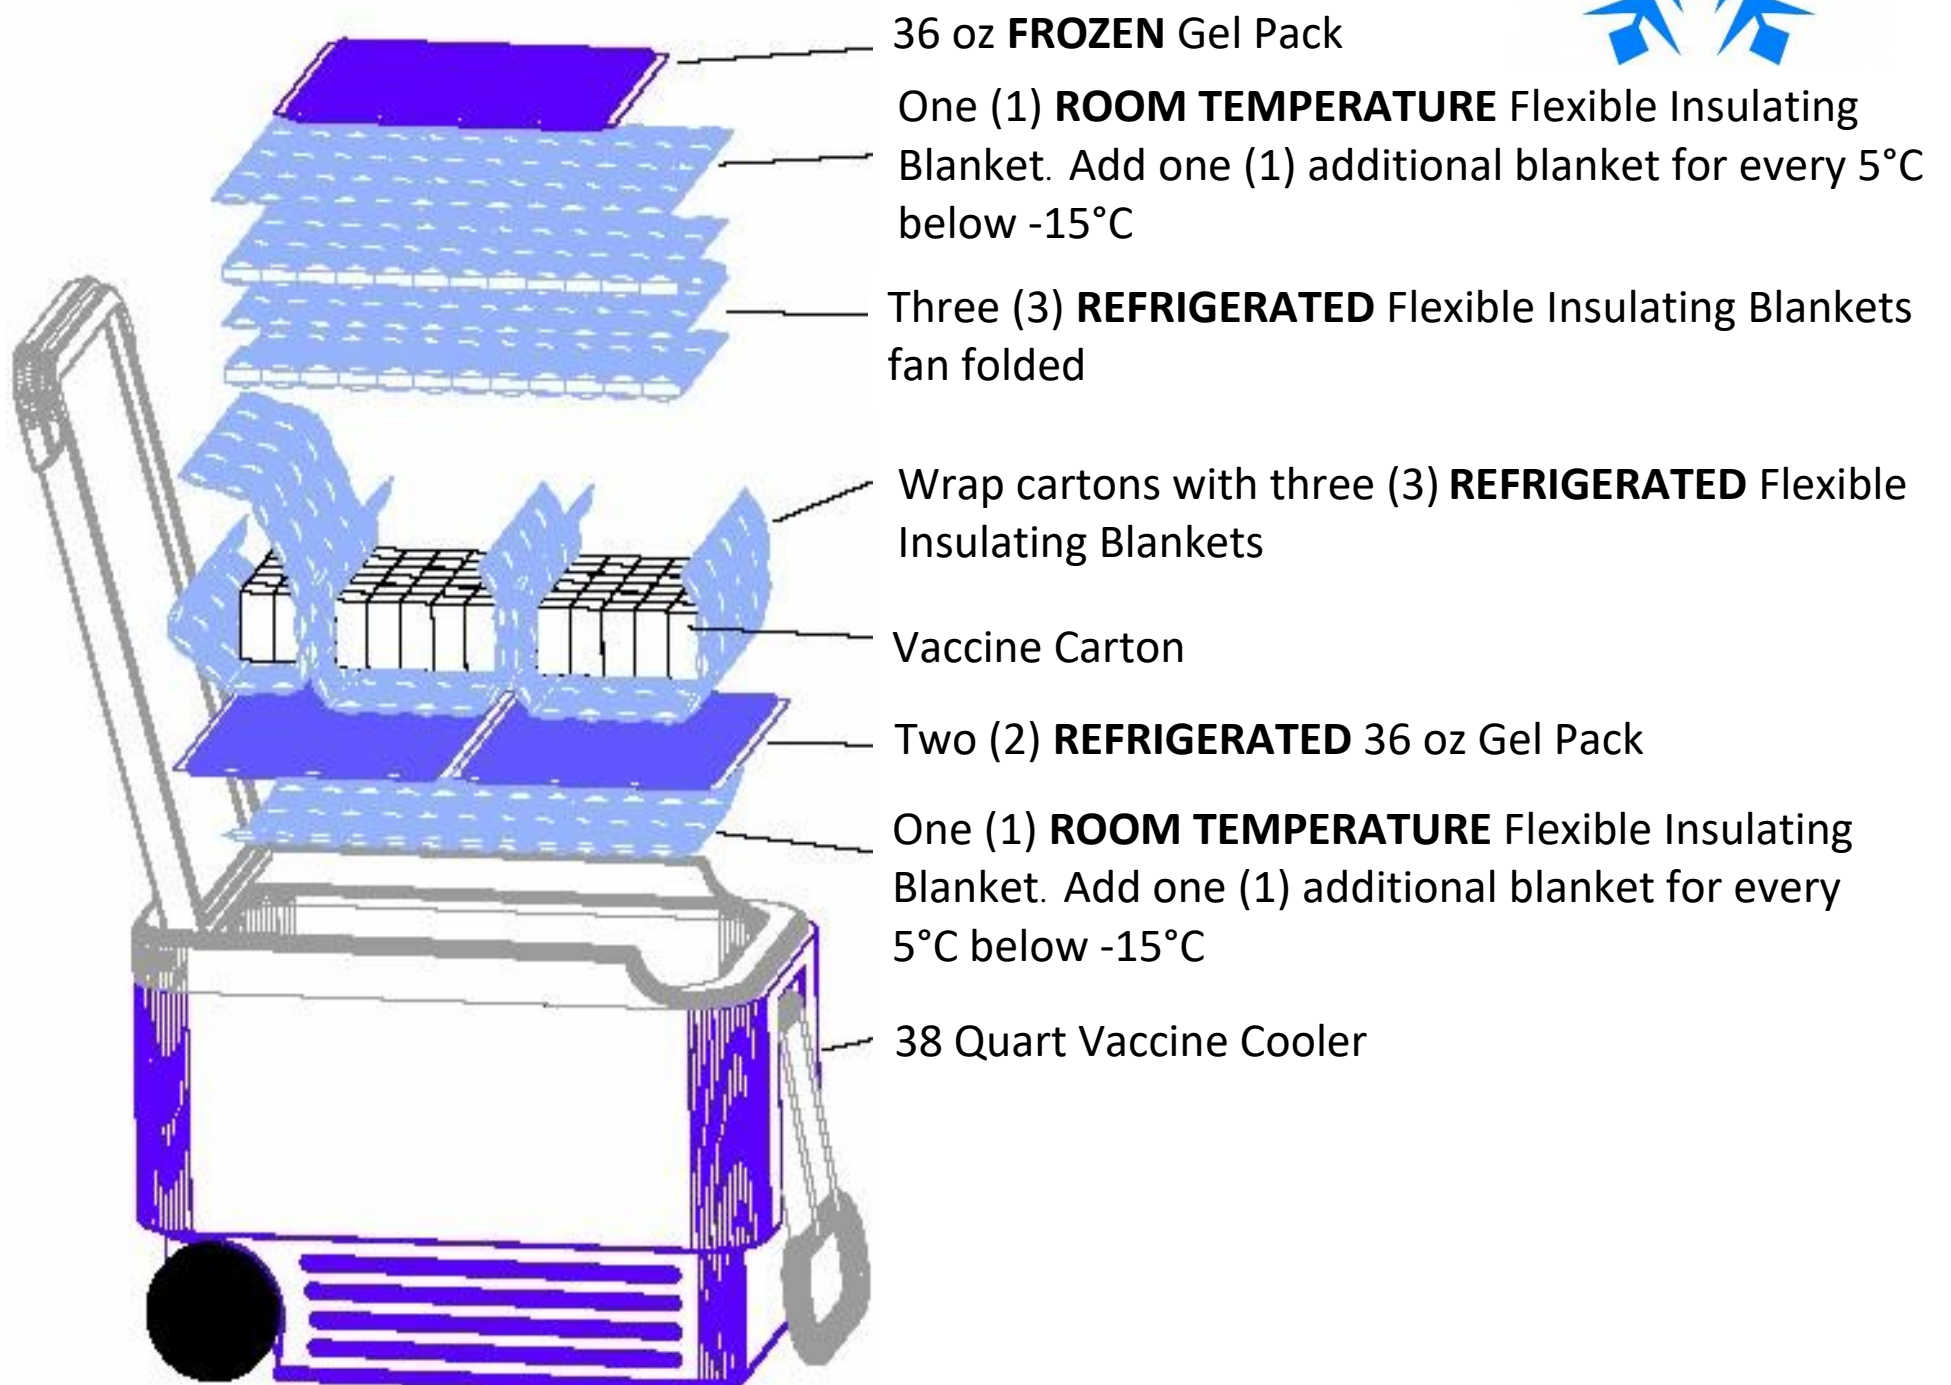 36 oz FROZEN Gel Pack
One (1) ROOM TEMPERATURE Flexible Insulating
Blanket. Add one (1) additional blanket for every 5°C
below -15°C
Three (3) REFRIGERATED Flexible Insulating Blankets
fan folded
Wrap cartons with three (3) REFRIGERATED Flexible
Insulating Blankets
Vaccine Carton
Two (2) REFRIGERATED 36 oz Gel Pack
One (1) ROOM TEMPERATURE Flexible Insulating
Blanket. Add one (1) additional blanket for every
5°C below -15°C
38 Quart Vaccine Cooler